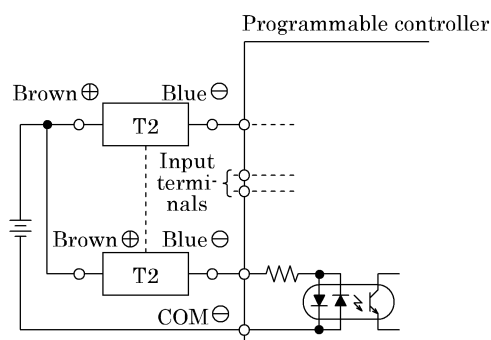 Programmable controller
Brown ⊕
Blue ⊖
T2
Input
termi-
nals
Brown ⊕
Blue ⊖
T2
COM ⊖